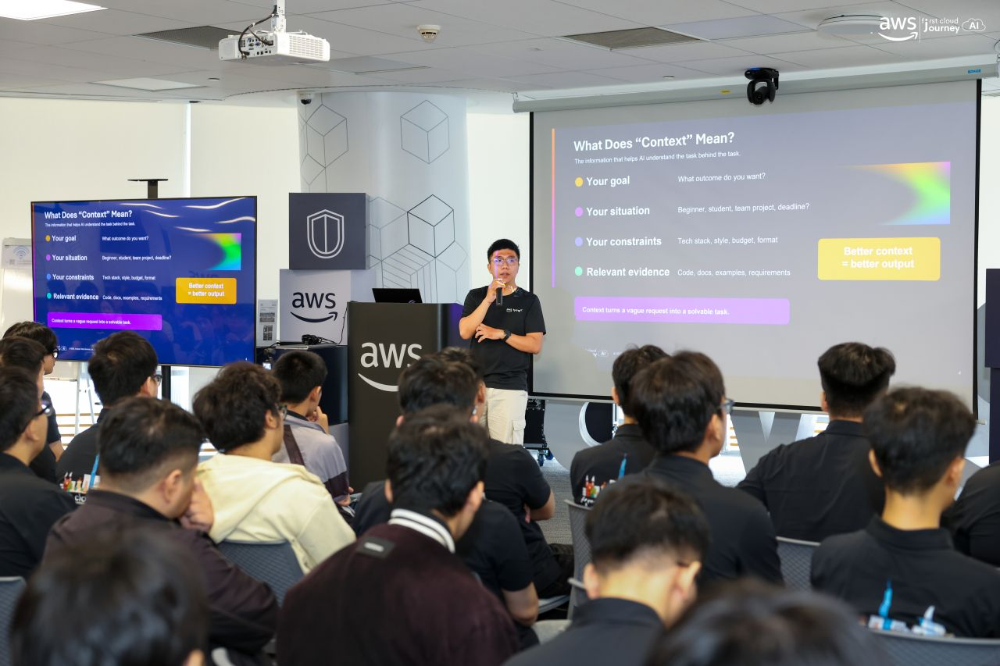 aws
first cloud
journey
AI
What Does “Context” Mean?
The information that helps AI understand the task behind the task.
Your goal
What outcome do you want?
Your situation
Beginner, student, team project, deadline?
Your constraints
Tech stack, style, budget, format
Relevant evidence
Code, docs, examples, requirements
Better context
= better output
Context turns a vague request into a solvable task.
AI
What Does “Context” Mean?
The information that helps AI understand the task behind the task.
Your goal
What outcome do you want?
Your situation
Beginner, student, team project, deadline?
Your constraints
Tech stack, style, budget, format
Relevant evidence
Code, docs, examples, requirements
Better context
= better output
Context turns a vague request into a solvable task.
AI
aws
aws
aws